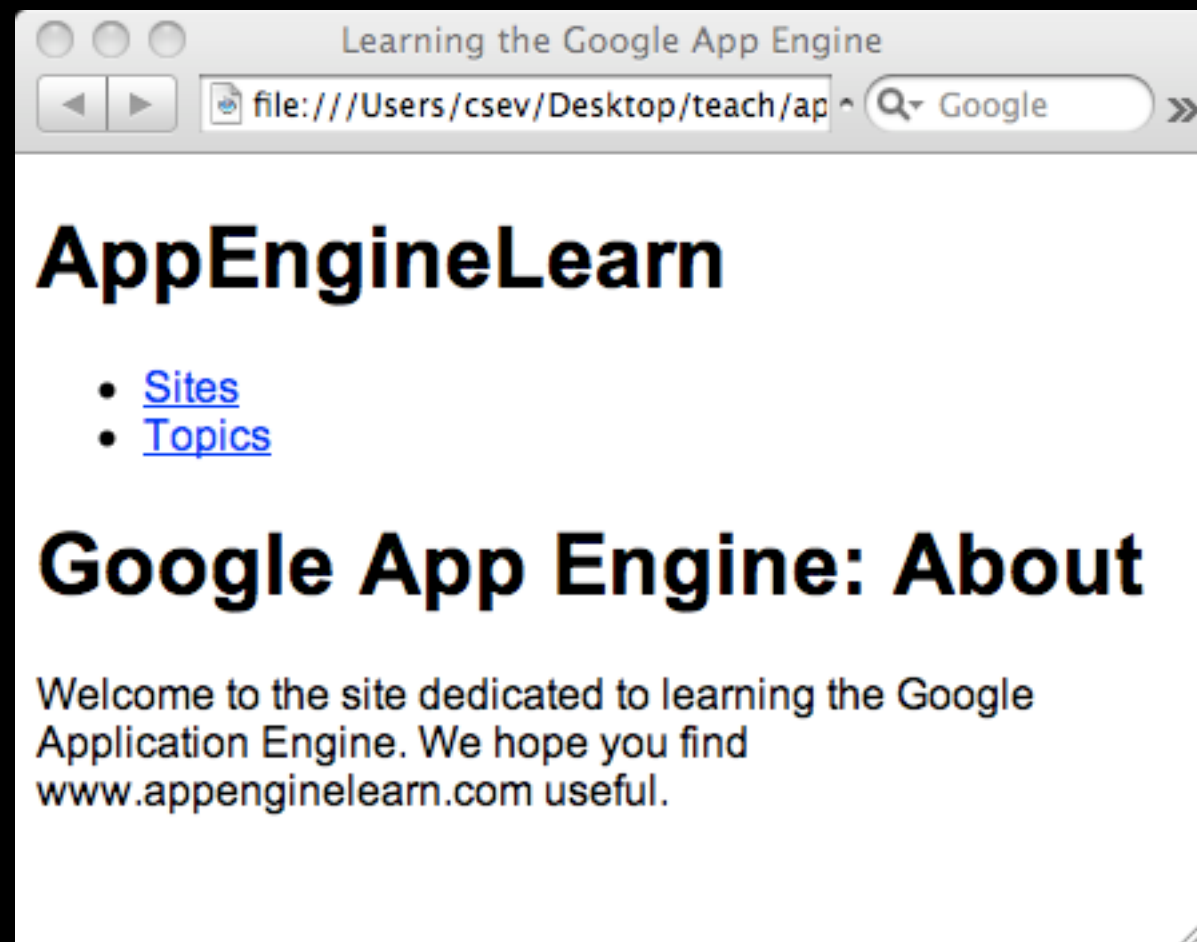 Learning the Google App Engine
file:///Users/csev/Desktop/teach/ap
Google
AppEngineLearn
• Sites
• Topics
Google App Engine: About
Welcome to the site dedicated to learning the Google
Application Engine. We hope you find
www.appenginelearn.com useful.